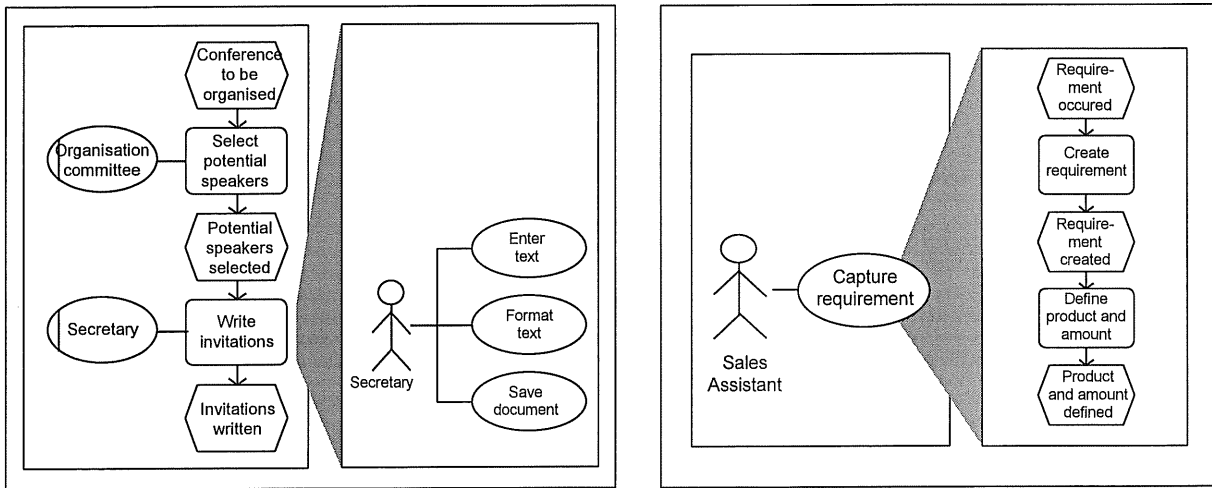 Conference
to be
organised
Organisation
committee
Select
potential
speakers
Potential
speakers
selected
Secretary
Write
invitations
Invitations
written
Enter
text
Format
text
Secretary
Save
document
Sales
Assistant
Capture
requirement
Require-
ment
occured
Create
requirement
Require-
ment
created
Define
product and
amount
Product
and amount
defined